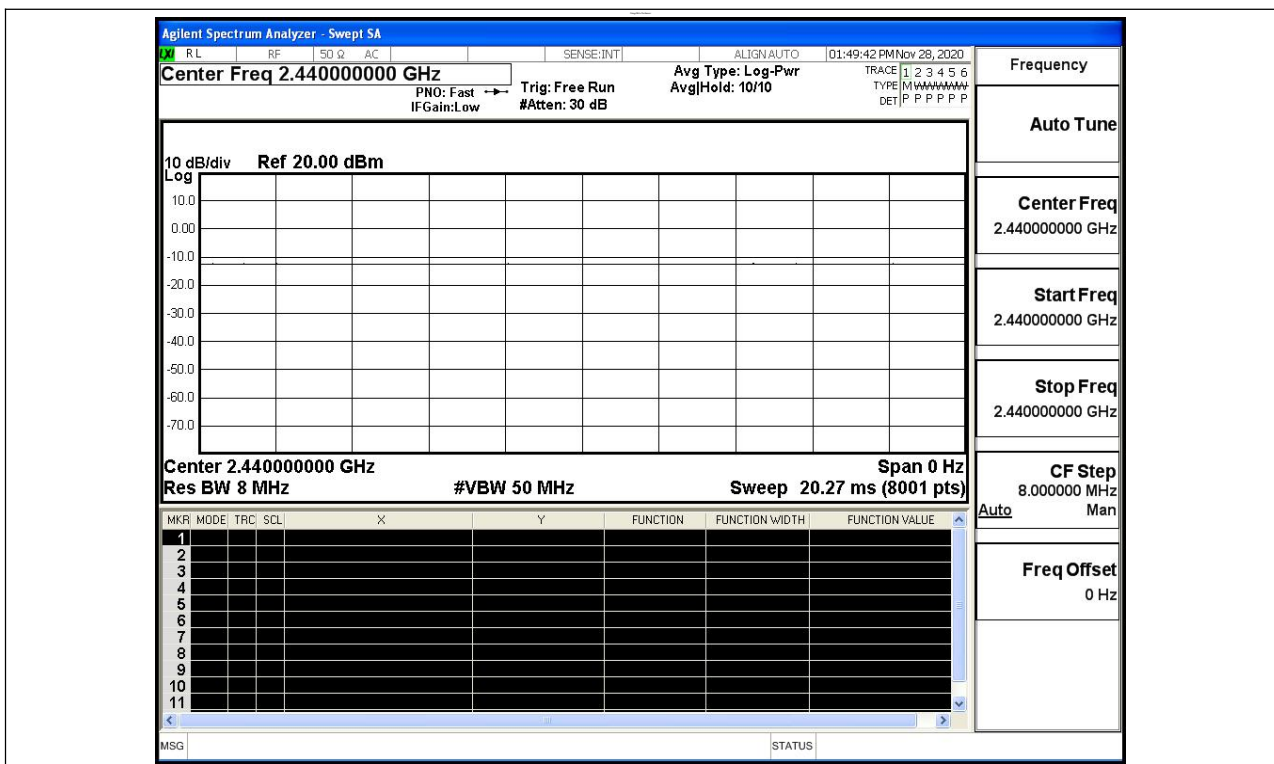 Agilent Spectrum Analyzer - Swept SA
LXI RL RF 50 Ω AC SENSE:INT ALIGNAUTO 01:49:42 PM Nov 28, 2020
Center Freq 2.440000000 GHz
PNO: Fast
IFGain:Low
Trig: Free Run
#Atten: 30 dB
Avg Type: Log-Pwr
Avg|Hold: 10/10
TRACE 1 2 3 4 5 6
TYPE MWWWWW
DET P P P P P P
10 dB/div Ref 20.00 dBm
Log
10.0
0.00
-10.0
-20.0
-30.0
-40.0
-50.0
-60.0
-70.0
Center 2.440000000 GHz Span 0 Hz
Res BW 8 MHz #VBW 50 MHz Sweep 20.27 ms (8001 pts)
MKR MODE TRC SCL X Y FUNCTION FUNCTION WIDTH FUNCTION VALUE
1
2
3
4
5
6
7
8
9
10
11
MSG STATUS
Frequency
Auto Tune
Center Freq
2.440000000 GHz
Start Freq
2.440000000 GHz
Stop Freq
2.440000000 GHz
CF Step
8.000000 MHz
Auto Man
Freq Offset
0 Hz